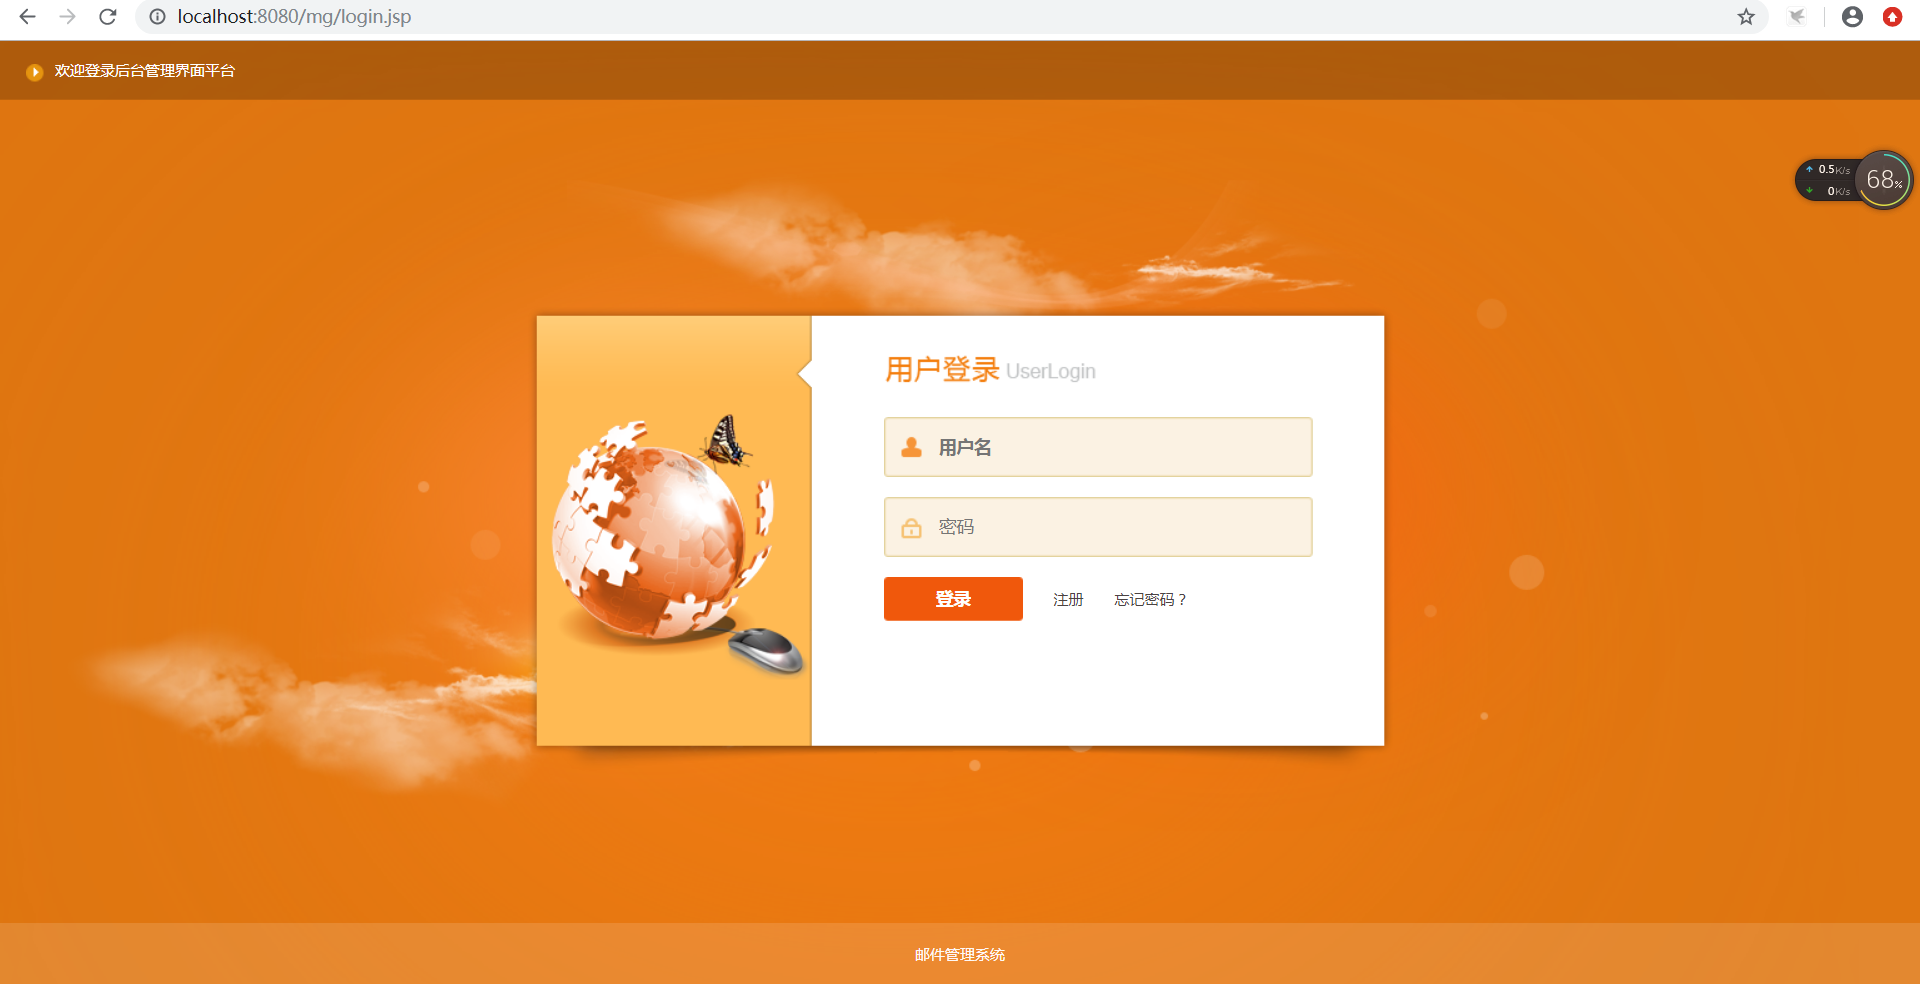 localhost:8080/mg/login.jsp
欢迎登录后台管理界面平台
0.5K/s
0K/s
68%
用户登录 UserLogin
用户名
密码
登录 注册 忘记密码？
邮件管理系统